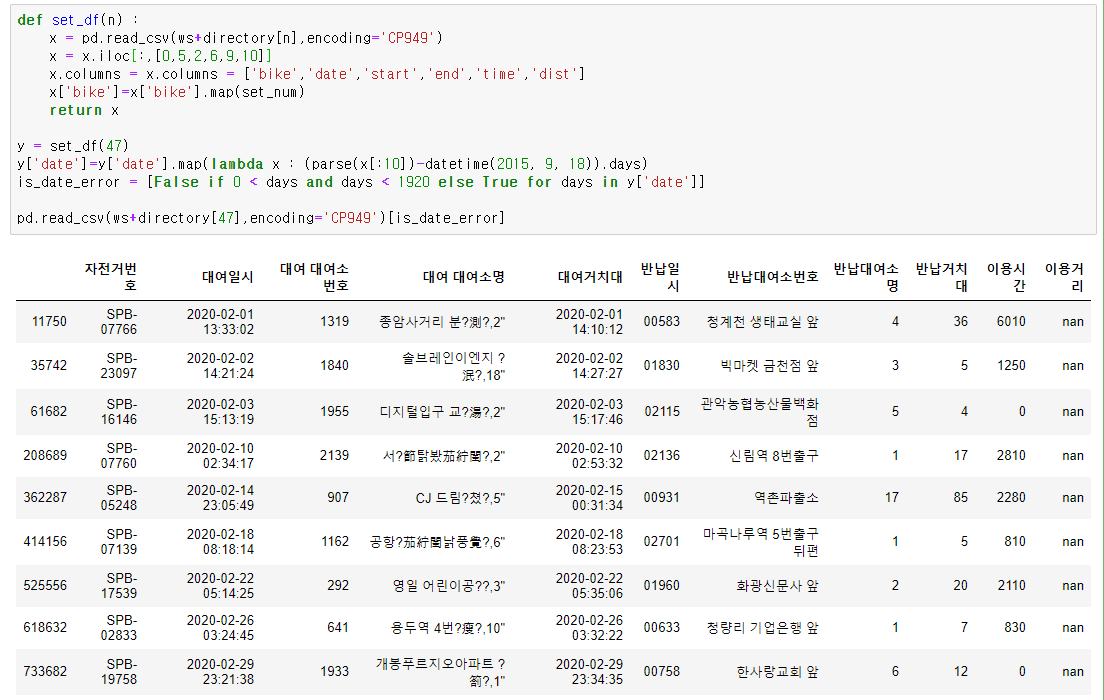 def set_df(n) :
x = pd.read_csv(ws+directory[n],encoding='CP949')
x = x.iloc[:,[0,5,2,6,9,10]]
x.columns = x.columns = ['bike','date','start','end','time','dist']
x['bike']=x['bike'].map(set_num)
return x
y = set_df(47)
y['date']=y['date'].map(lambda x : (parse(x[:10])-datetime(2015, 9, 18)).days)
is_date_error = [False if 0 < days and days < 1920 else True for days in y['date']]
pd.read_csv(ws+directory[47],encoding='CP949')[is_date_error]
자전거번호 대여일시 대여 대여소번호 대여 대여소명 대여거치대 반납일시 반납대여소번호 반납대여소명 반납거치대 이용시간 이용거리
11750 SPB-07766 2020-02-01 13:33:02 1319 종암사거리 분?測?,2" 2020-02-01 14:10:12 00583 청계천 생태교실 앞 4 36 6010 nan
35742 SPB-23097 2020-02-02 14:21:24 1840 솔브레인이엔지 ?泯?,18" 2020-02-02 14:27:27 01830 빅마켓 금천점 앞 3 5 1250 nan
61682 SPB-16146 2020-02-03 15:13:19 1955 디지털입구 교?湯?,2" 2020-02-03 15:17:46 02115 관악농협농산물백화점 5 4 0 nan
208689 SPB-07760 2020-02-10 02:34:17 2139 2020-02-10 02:53:32 02136 신림역 8번출구 1 17 2810 nan
362287 SPB-05248 2020-02-14 23:05:49 907 CJ 드림?쳤?,5" 2020-02-15 00:31:34 00931 역촌파출소 17 85 2280 nan
414156 SPB-07139 2020-02-18 08:18:14 1162 2020-02-18 08:23:53 02701 마곡나루역 5번출구 뒤편 1 5 810 nan
525556 SPB-17539 2020-02-22 05:14:25 292 영일 어린이공??,3" 2020-02-22 05:35:06 01960 화광신문사 앞 2 20 2110 nan
618632 SPB-02833 2020-02-26 03:24:45 641 용두역 4번?瘦?,10" 2020-02-26 03:32:22 00633 청량리 기업은행 앞 1 7 830 nan
733682 SPB-19758 2020-02-29 23:21:38 1933 개봉푸르지오아파트 ?箭?,1" 2020-02-29 23:34:35 00758 한사랑교회 앞 6 12 0 nan